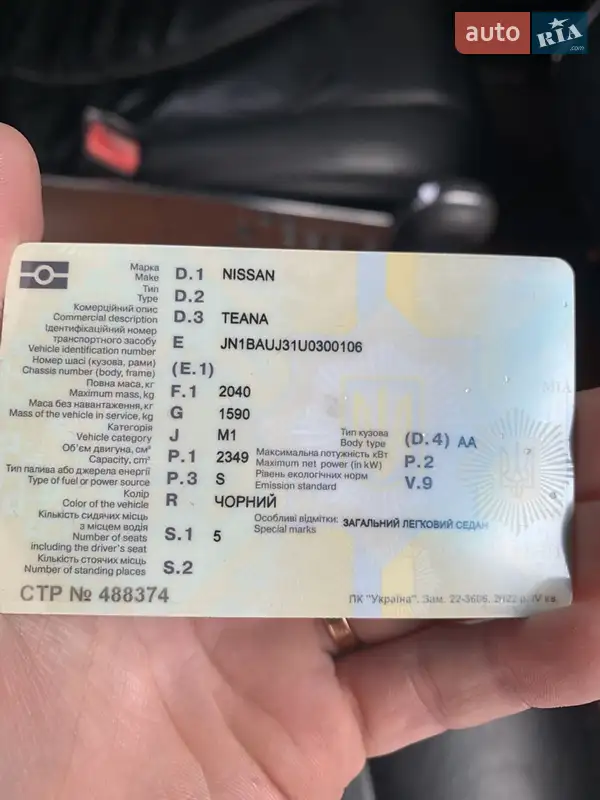 auto RIA .com
Марка
Make D.1 NISSAN
Тип
Type D.2
Комерційний опис
Commercial description D.3 TEANA
Ідентифікаційний номер
транспортного засобу
Vehicle identification number E JN1BAUJ31U0300106
Номер шасі (кузова, рами)
Chassis number (body, frame) (E.1)
Повна маса, кг
Maximum mass, kg F.1 2040
Маса без навантаження, кг
Mass of the vehicle in service, kg G 1590
Категорія
Vehicle category J M1
Тип кузова
Body type (D.4) AA
Об'єм двигуна, см³
Capacity, cm³ P.1 2349
Максимальна потужність кВт
Maximum net power (in kW) P.2
Тип палива або джерела енергії
Type of fuel or power source P.3 S
Рівень екологічних норм
Emission standard V.9
Колір
Color of the vehicle R ЧОРНИЙ
Кількість сидячих місць
з місцем водія
Number of seats
including the driver's seat S.1 5
Особливі відмітки:
Special marks ЗАГАЛЬНИЙ ЛЕГКОВИЙ СЕДАН
Кількість стоячих місць
Number of standing places S.2
СТР № 488374
ПК "Україна". Зам. 22-3606. 2022 р. IV кв.